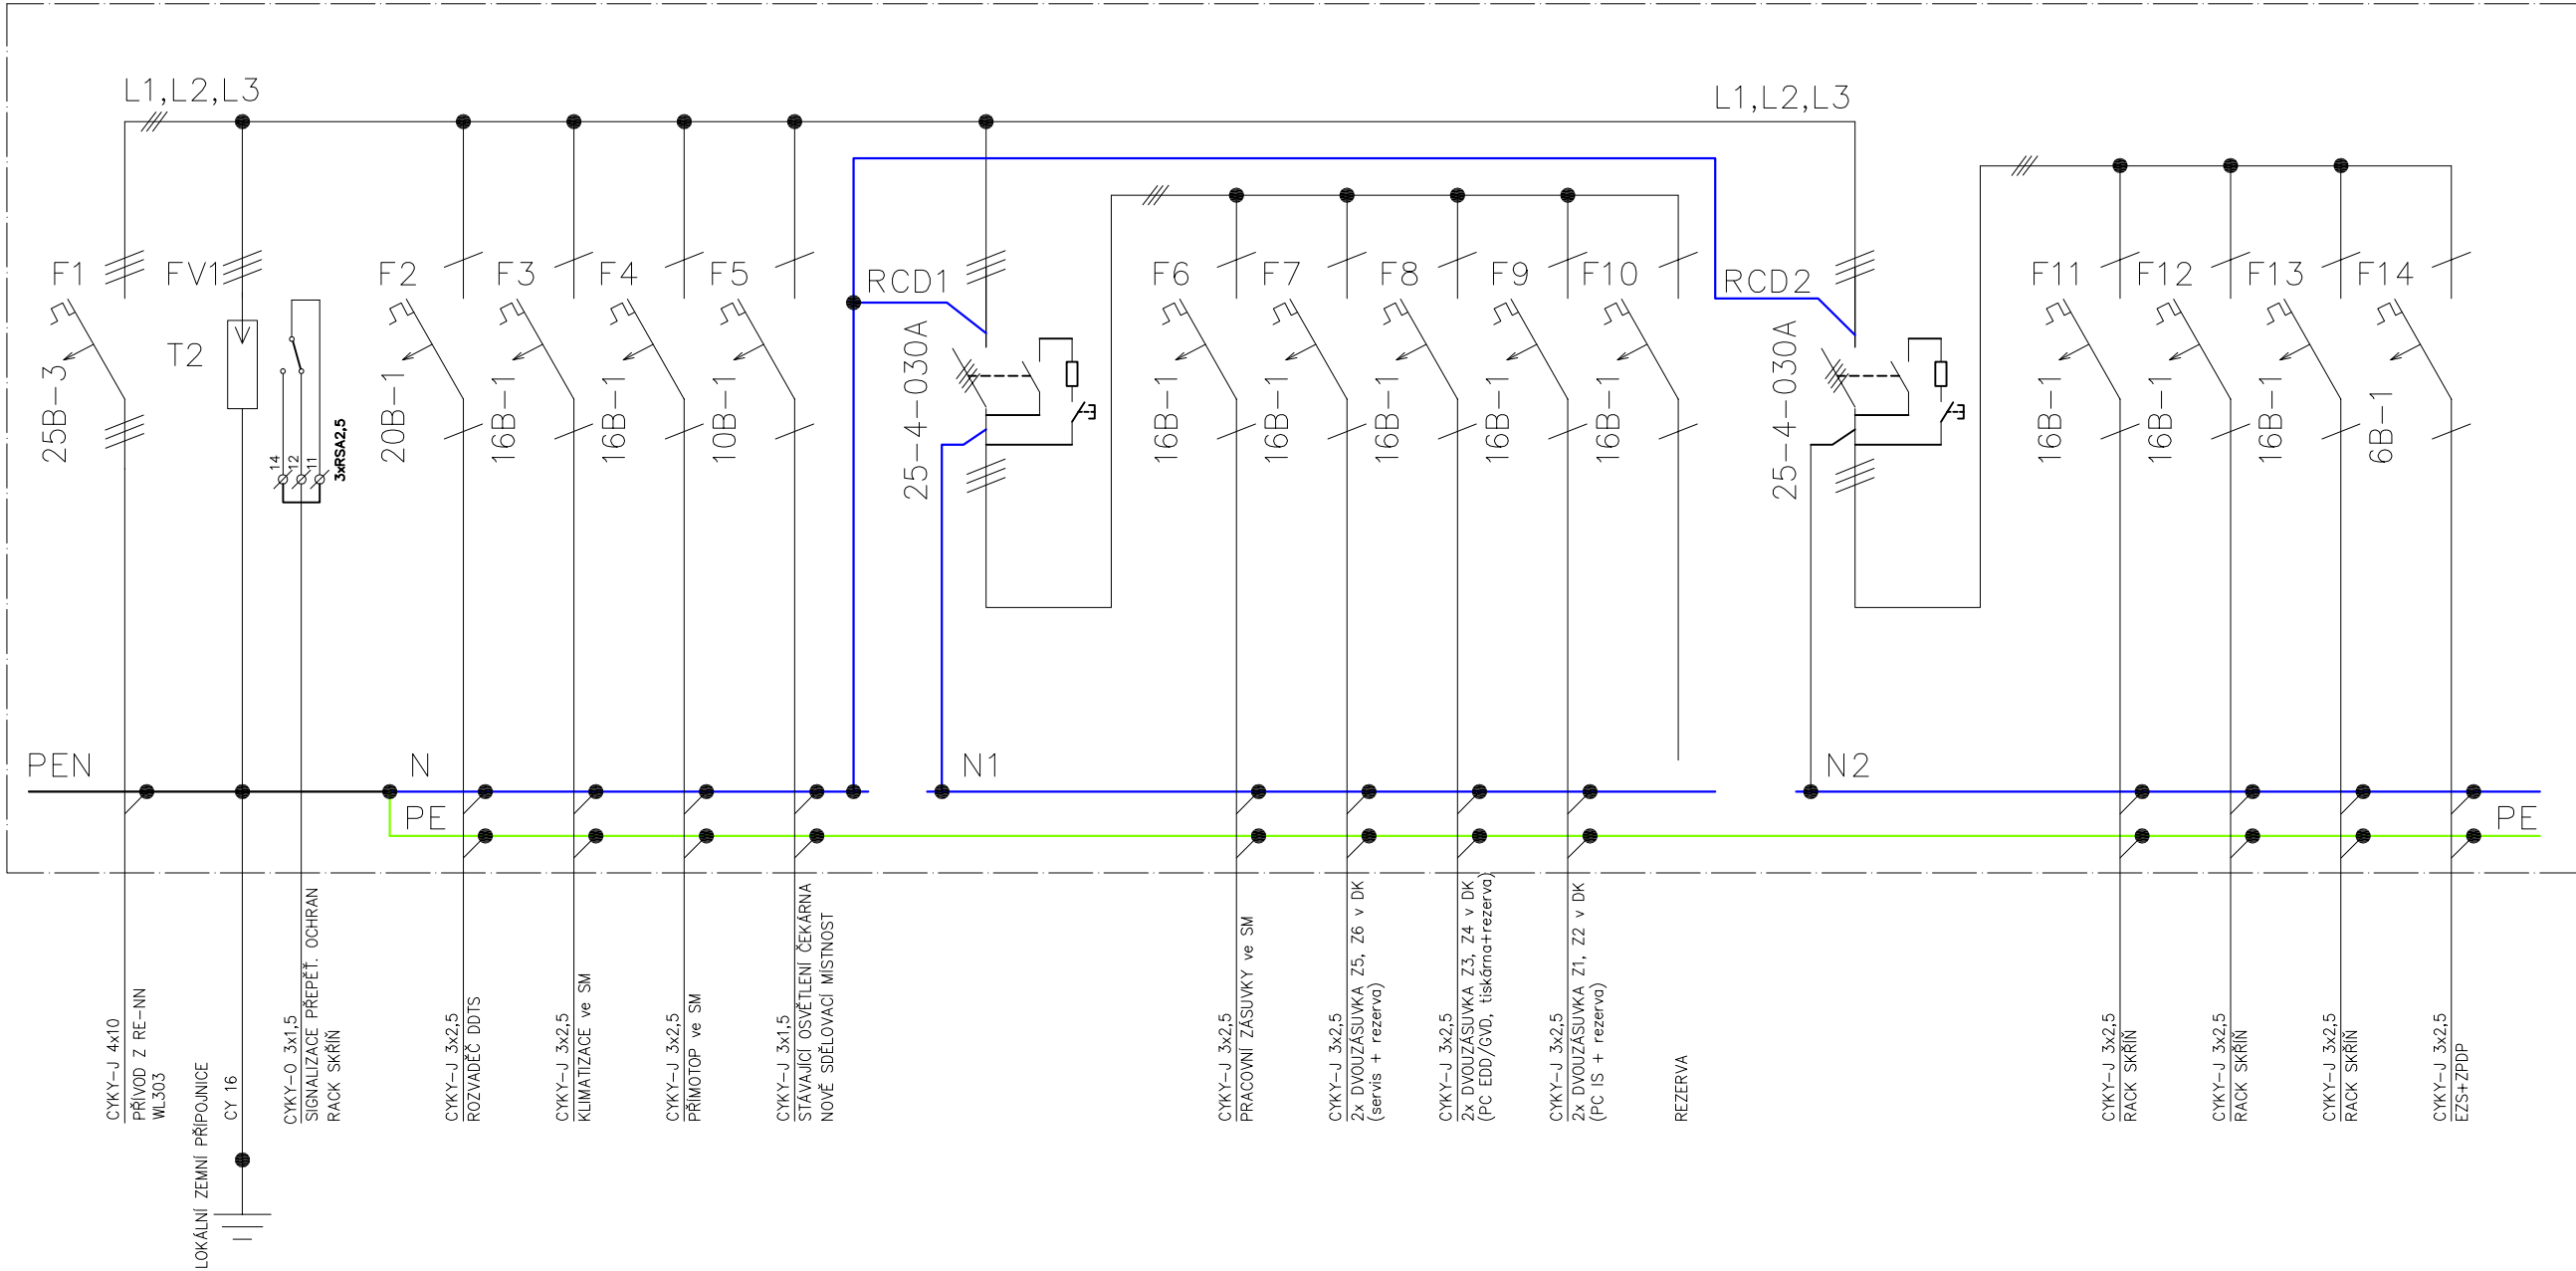 L1,L2,L3
L1,L2,L3
F1
FV1
F2
F3
F4
F5
RCD1
F6
F7
F8
F9
F10
RCD2
F11
F12
F13
F14
T2
25B-3
14
12
11
3xRSA2,5
20B-1
16B-1
16B-1
10B-1
25-4-030A
16B-1
16B-1
16B-1
16B-1
16B-1
25-4-030A
16B-1
16B-1
16B-1
6B-1
PEN
N
N1
N2
PE
PE
CYKY-J 4x10
PŘÍVOD Z RE-NN
WL303
LOKÁLNÍ ZEMNÍ PŘÍPOJNICE
CY 16
CYKY-O 3x1,5
SIGNALIZACE PŘEPĚŤ. OCHRAN
RACK SKŘÍŇ
CYKY-J 3x2,5
ROZVADĚČ DDTS
CYKY-J 3x2,5
KLIMATIZACE ve SM
CYKY-J 3x2,5
PŘÍMOTOP ve SM
CYKY-J 3x1,5
STÁVAJÍCÍ OSVĚTLENÍ ČEKÁRNA
NOVĚ SDĚLOVACÍ MÍSTNOST
CYKY-J 3x2,5
PRACOVNÍ ZÁSUVKY ve SM
CYKY-J 3x2,5
2x DVOUZÁSUVKA Z5, Z6 v DK
(servis + rezerva)
CYKY-J 3x2,5
2x DVOUZÁSUVKA Z3, Z4 v DK
(PC EDD/GVD, tiskárna+rezerva)
CYKY-J 3x2,5
2x DVOUZÁSUVKA Z1, Z2 v DK
(PC IS + rezerva)
REZERVA
CYKY-J 3x2,5
RACK SKŘÍŇ
CYKY-J 3x2,5
RACK SKŘÍŇ
CYKY-J 3x2,5
RACK SKŘÍŇ
CYKY-J 3x2,5
EZS+ZPDP